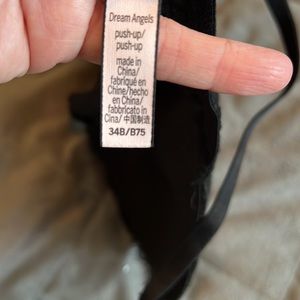 Dream Angels
push-up/
push-up
made in
China/
fabriqué en
Chine/hecho
en China/
fabbricato in
Cina/中国制造
34B/B75